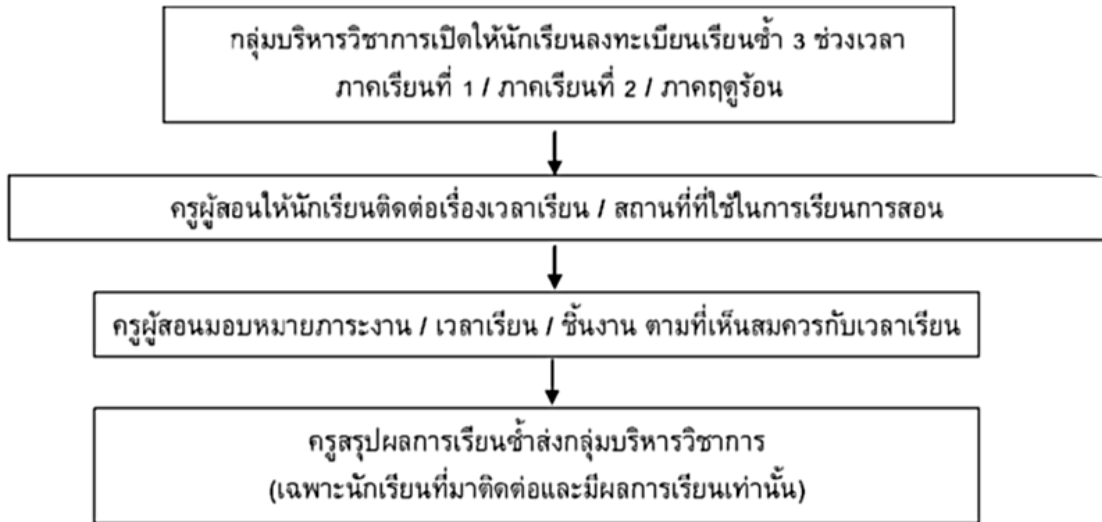 กลุ่มบริหารวิชาการเปิดให้นักเรียนลงทะเบียนเรียนซ้ำ 3 ช่วงเวลา
ภาคเรียนที่ 1 / ภาคเรียนที่ 2 / ภาคฤดูร้อน
ครูผู้สอนให้นักเรียนติดต่อเรื่องเวลาเรียน / สถานที่ที่ใช้ในการเรียนการสอน
ครูผู้สอนมอบหมายภาระงาน / เวลาเรียน / ชิ้นงาน ตามที่เห็นสมควรกับเวลาเรียน
ครูสรุปผลการเรียนซ้ำส่งกลุ่มบริหารวิชาการ
(เฉพาะนักเรียนที่มาติดต่อและมีผลการเรียนเท่านั้น)